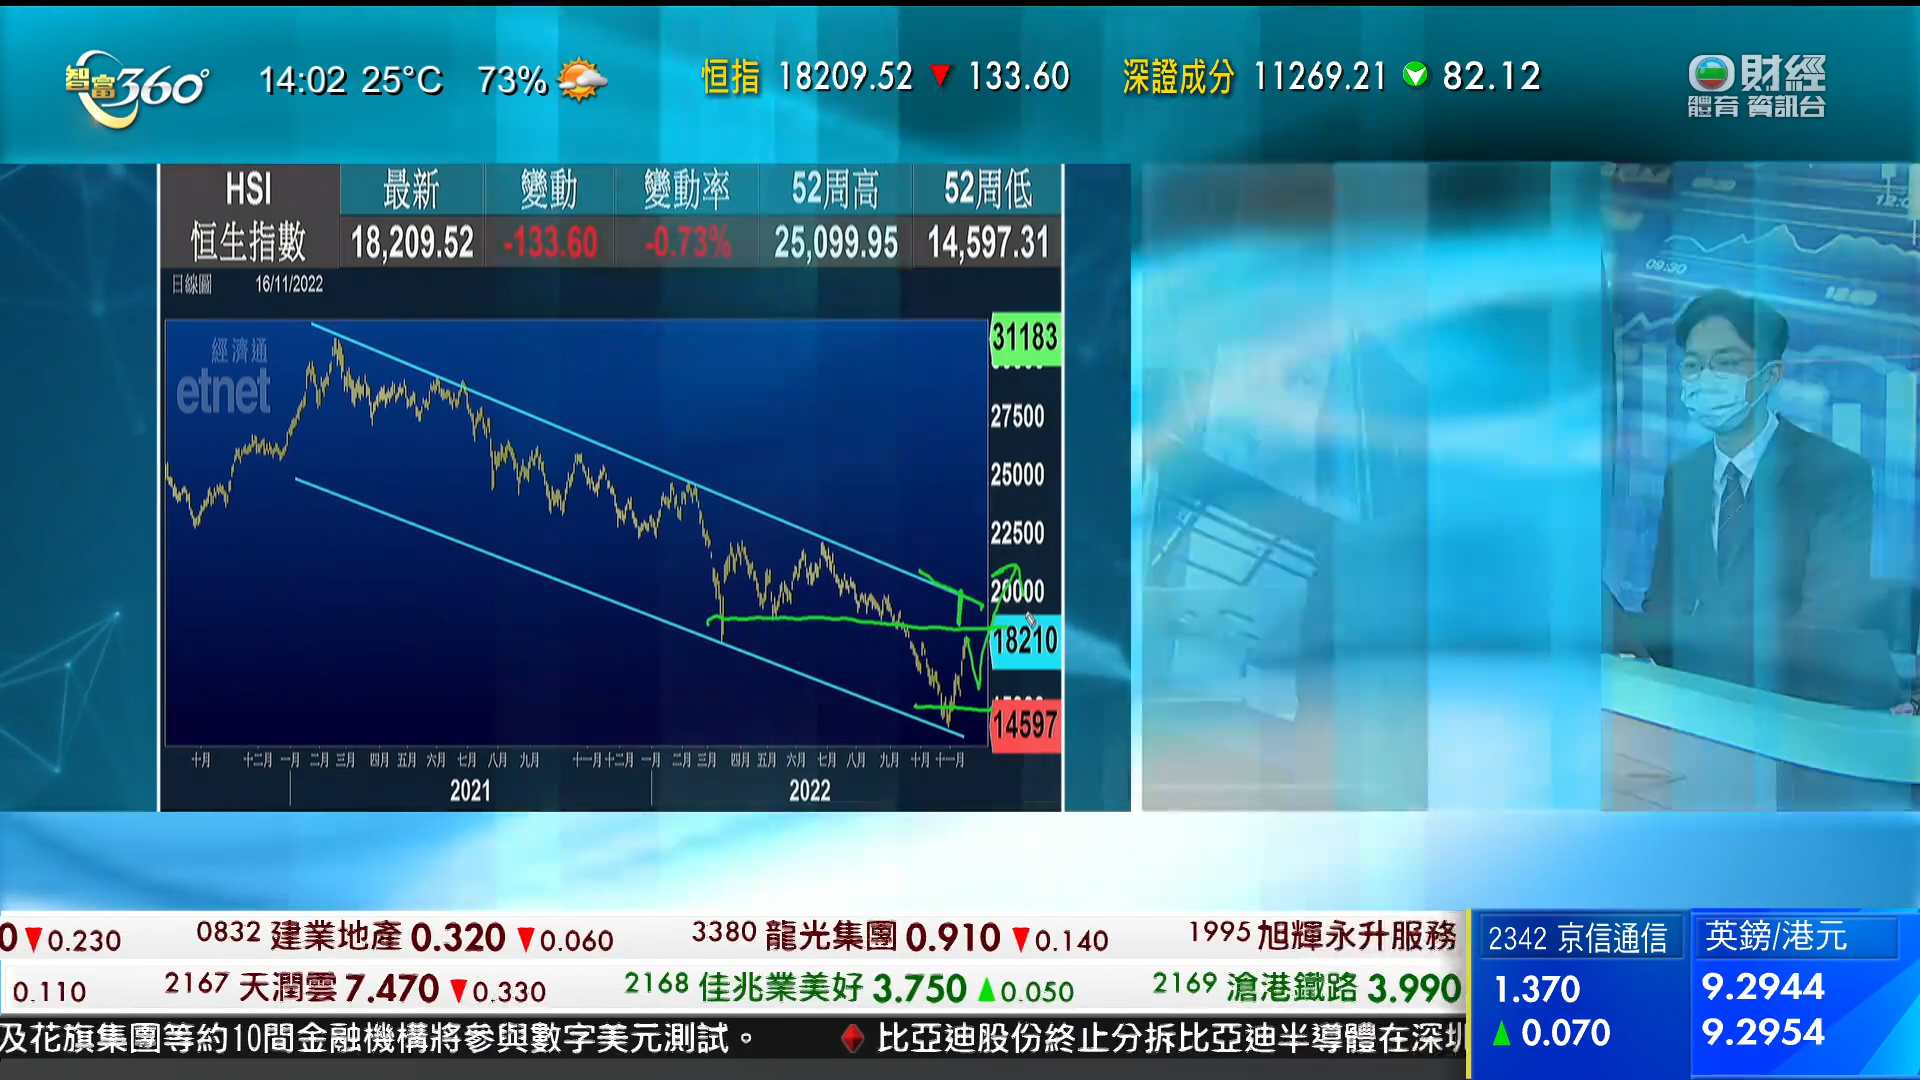 智富360° 14:02 25°C 73% 恒指 18209.52 ▼ 133.60 深證成分 11269.21 82.12 財經
體育 資訊台
HSI 最新 變動 變動率 52周高 52周低
恒生指數 18,209.52 -133.60 -0.73% 25,099.95 14,597.31
日線圖 16/11/2022
31183
經濟通
etnet
27500
25000
22500
20000
18210
14597
十月 十二月 一月 二月 三月 四月 五月 六月 七月 八月 九月 十一月 十二月 一月 二月 三月 四月 五月 六月 七月 八月 九月 十月 十一月
2021 2022
09:30
0 ▼0.230 0832 建業地產 0.320 ▼0.060 3380 龍光集團 0.910 ▼0.140 1995 旭輝永升服務
0.110 2167 天潤雲 7.470 ▼0.330 2168 佳兆業美好 3.750 ▲0.050 2169 滄港鐵路 3.990
及花旗集團等約10間金融機構將參與數字美元測試。 比亞迪股份終止分拆比亞迪半導體在深圳
2342 京信通信
1.370
▲ 0.070
英鎊/港元
9.2944
9.2954